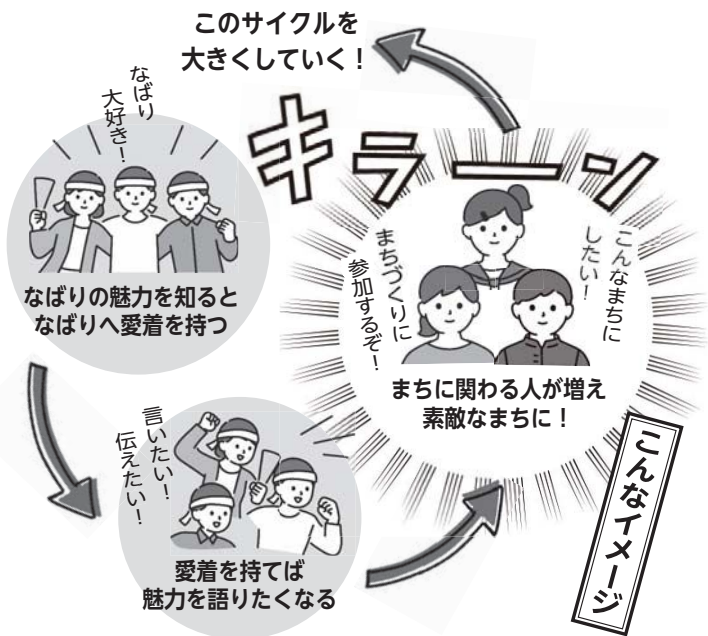 このサイクルを
大きくしていく！
なばり
大好き！
キラーン
なばりの魅力を知ると
なばりへ愛着を持つ
言いたい！
伝えたい！
愛着を持てば
魅力を語りたくなる
こんなまちに
したい！
まちづくりに
参加するぞ！
まちに関わる人が増え
素敵なまちに！
こんなイメージ